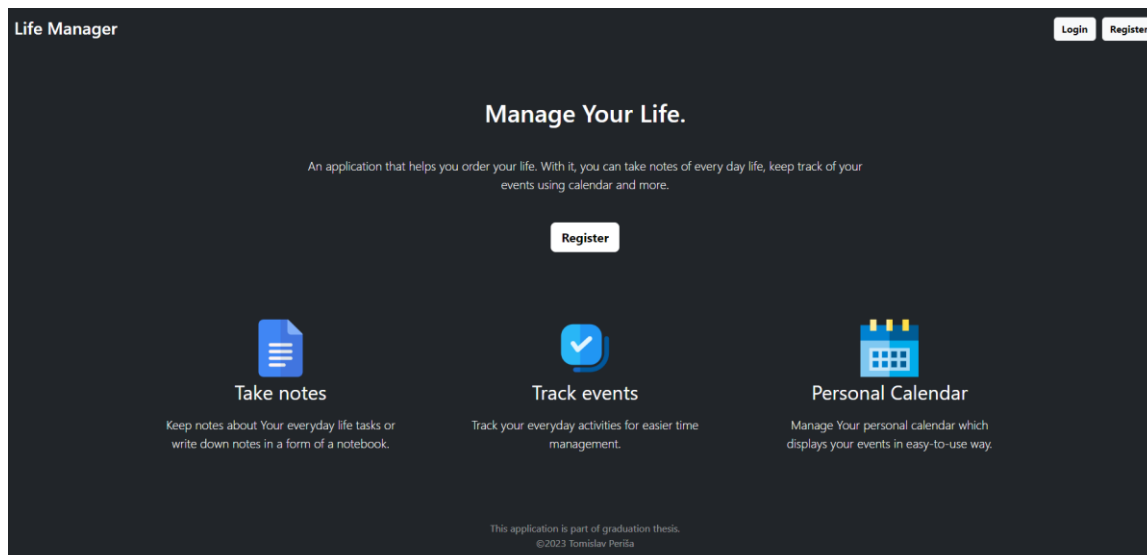 Life Manager
Login
Register
Manage Your Life.
An application that helps you order your life. With it, you can take notes of every day life, keep track of your
events using calendar and more.
Register
Take notes
Keep notes about Your everyday life tasks or
write down notes in a form of a notebook.
Track events
Track your everyday activities for easier time
management.
Personal Calendar
Manage Your personal calendar which
displays your events in easy-to-use way.
This application is part of graduation thesis.
©2023 Tomislav Periša